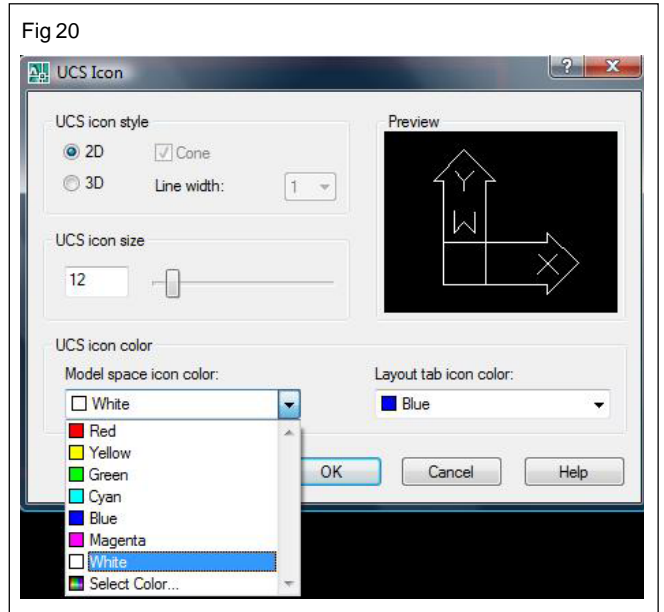 Fig 20
UCS Icon
UCS icon style
2D
Cone
3D
Line width:
1
Preview
Y
W
X
UCS icon size
12
UCS icon color
Model space icon color:
White
Layout tab icon color:
Blue
Red
Yellow
Green
Cyan
Blue
Magenta
White
Select Color...
OK
Cancel
Help